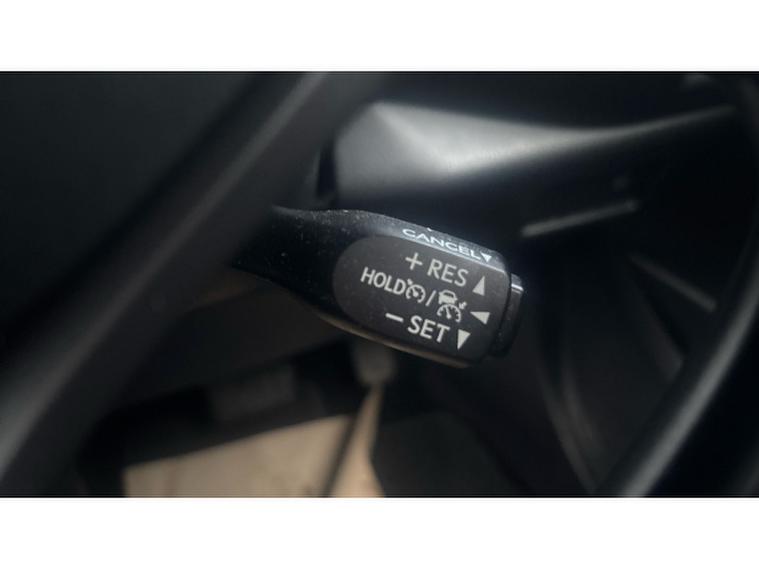 CANCEL▼
+ RES ▲
HOLD / ◀
− SET ▼